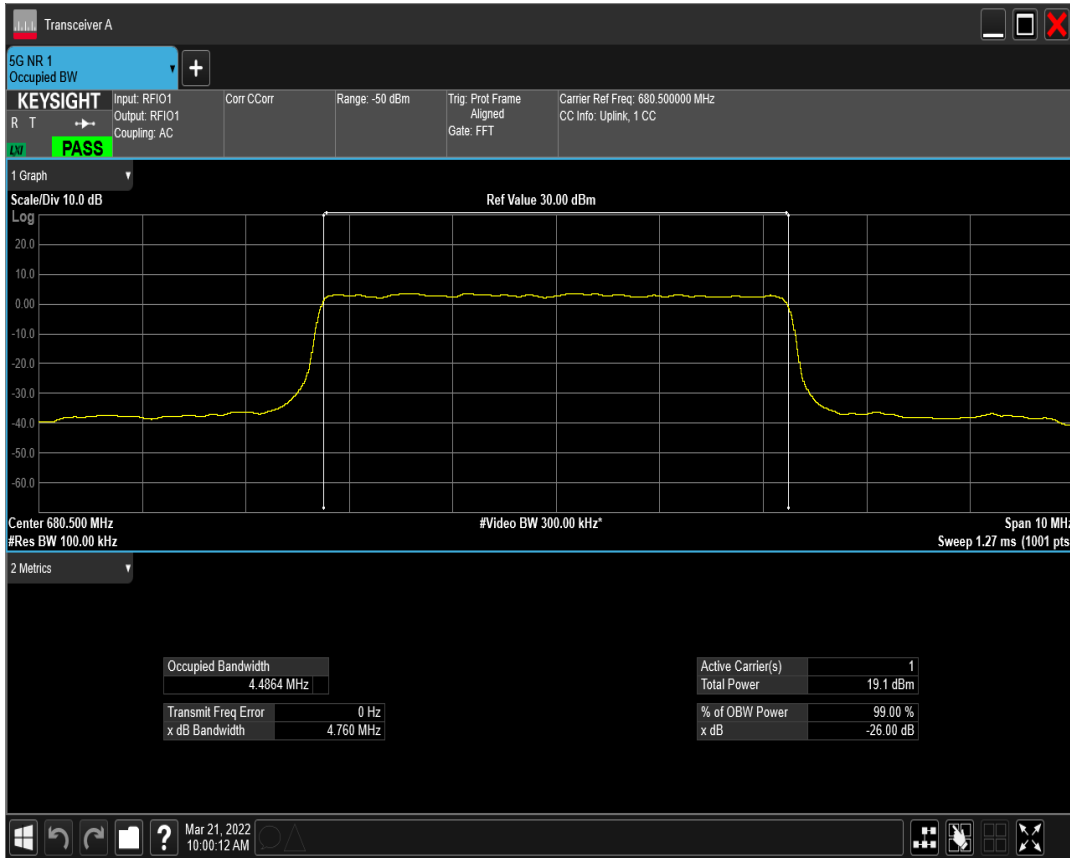 Transceiver A
5G NR 1
Occupied BW
+
KEYSIGHT
Input: RFIO1
R T
Output: RFIO1
Coupling: AC
LXI
PASS
Corr CCorr
Range: -50 dBm
Trig: Prot Frame
Aligned
Gate: FFT
Carrier Ref Freq: 680.500000 MHz
CC Info: Uplink, 1 CC
1 Graph
Scale/Div 10.0 dB
Ref Value 30.00 dBm
Log
20.0
10.0
0.00
-10.0
-20.0
-30.0
-40.0
-50.0
-60.0
Center 680.500 MHz
#Video BW 300.00 kHz*
Span 10 MHz
#Res BW 100.00 kHz
Sweep 1.27 ms (1001 pts
2 Metrics
Occupied Bandwidth
4.4864 MHz
Transmit Freq Error 0 Hz
x dB Bandwidth 4.760 MHz
Active Carrier(s) 1
Total Power 19.1 dBm
% of OBW Power 99.00 %
x dB -26.00 dB
?
Mar 21, 2022
10:00:12 AM